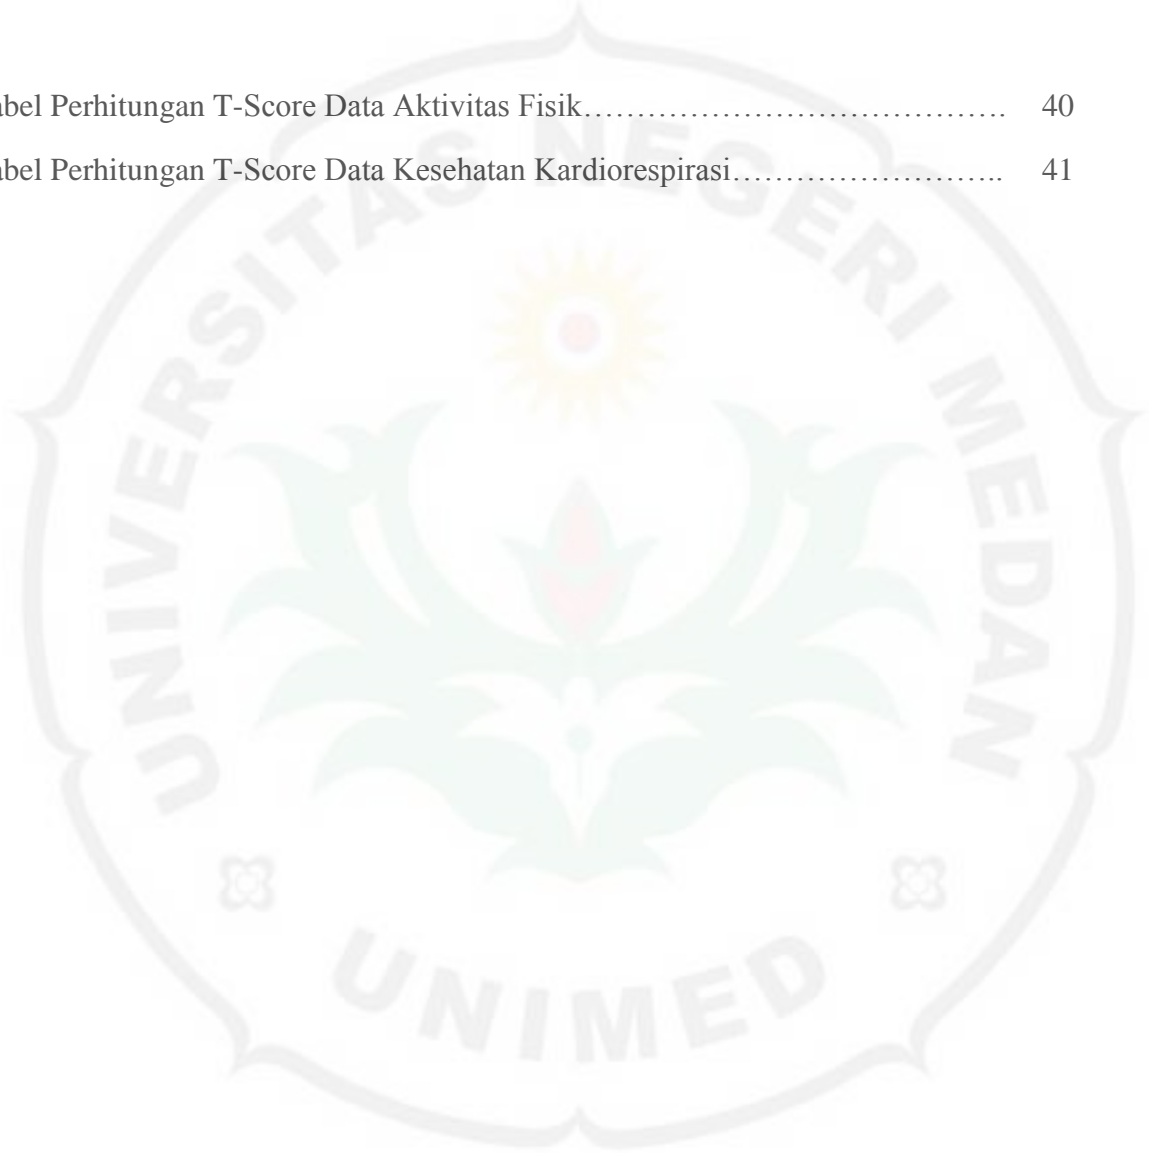 abel Perhitungan T-Score Data Aktivitas Fisik…………………………………. 40
abel Perhitungan T-Score Data Kesehatan Kardiorespirasi…………………….. 41
UNIVERSITAS NEGERI MEDAN
UNIMED